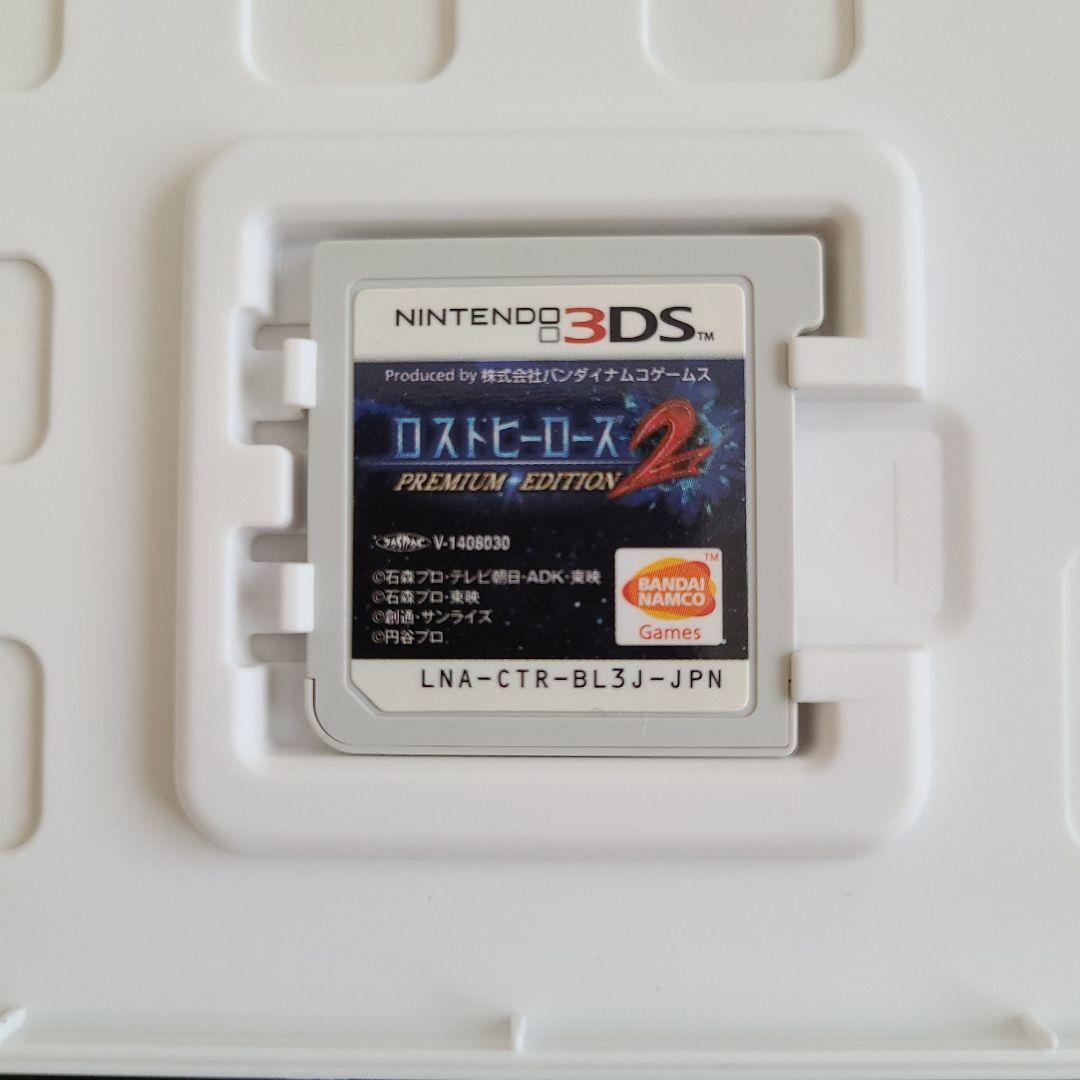 NINTENDO 3DS™
Produced by 株式会社バンダイナムコゲームス
ロストヒーローズ2
PREMIUM EDITION
JASRAC V-1408030
©石森プロ・テレビ朝日・ADK・東映
©石森プロ・東映
©創通・サンライズ
©円谷プロ
BANDAI NAMCO™
Games
LNA-CTR-BL3J-JPN